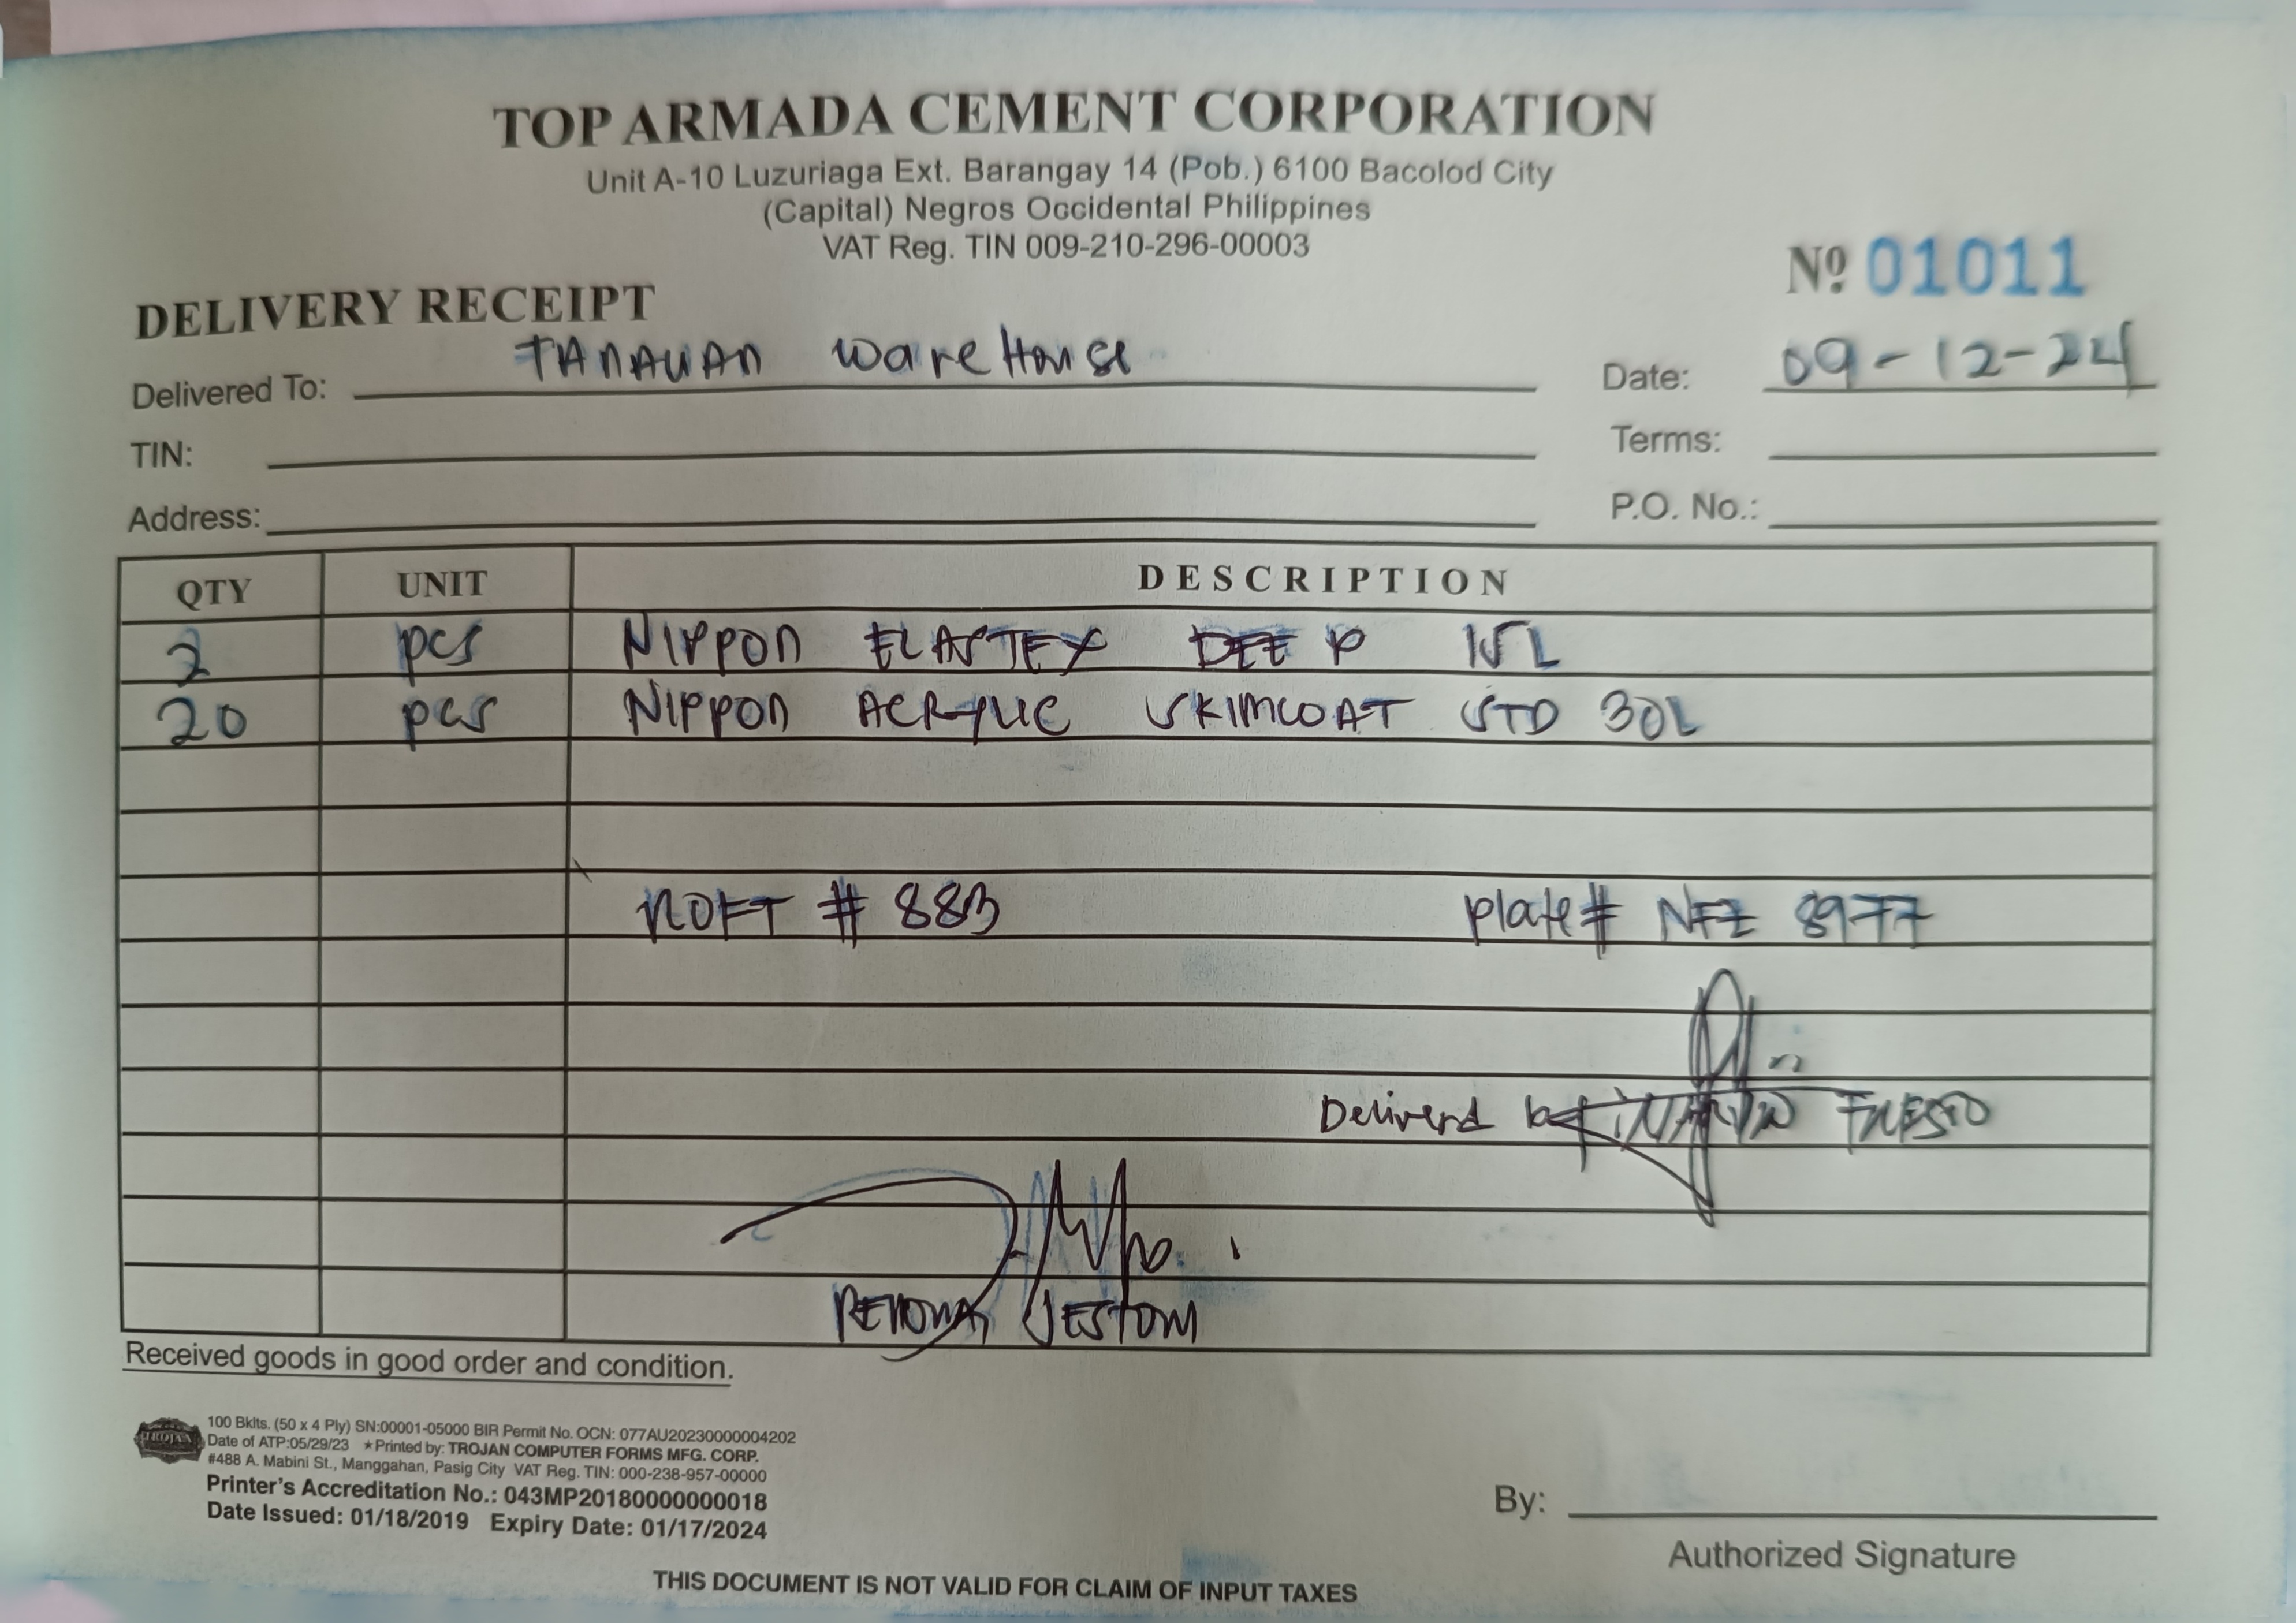 TOP ARMADA CEMENT CORPORATION
Unit A-10 Luzuriaga Ext. Barangay 14 (Pob.) 6100 Bacolod City
(Capital) Negros Occidental Philippines
VAT Reg. TIN 009-210-296-00003
Nº 01011
DELIVERY RECEIPT
Delivered To: TANAUAN wareHouse
Date: 09-12-24
TIN:
Terms:
Address:
P.O. No.:
QTY UNIT DESCRIPTION
2 pcs NIPPON ELASTEX DEEP 15L
20 pcs NIPPON ACRYLIC SKIMCOAT STD 30L
NOFT # 883 plate# NFZ 8977
Deliverd by
JESTOM
Received goods in good order and condition.
TROJAN
100 Bklts. (50 x 4 Ply) SN:00001-05000 BIR Permit No. OCN: 077AU20230000004202
Date of ATP:05/29/23 ★Printed by: TROJAN COMPUTER FORMS MFG. CORP.
#488 A. Mabini St., Manggahan, Pasig City VAT Reg. TIN: 000-238-957-00000
Printer's Accreditation No.: 043MP20180000000018
Date Issued: 01/18/2019 Expiry Date: 01/17/2024
By:
Authorized Signature
THIS DOCUMENT IS NOT VALID FOR CLAIM OF INPUT TAXES